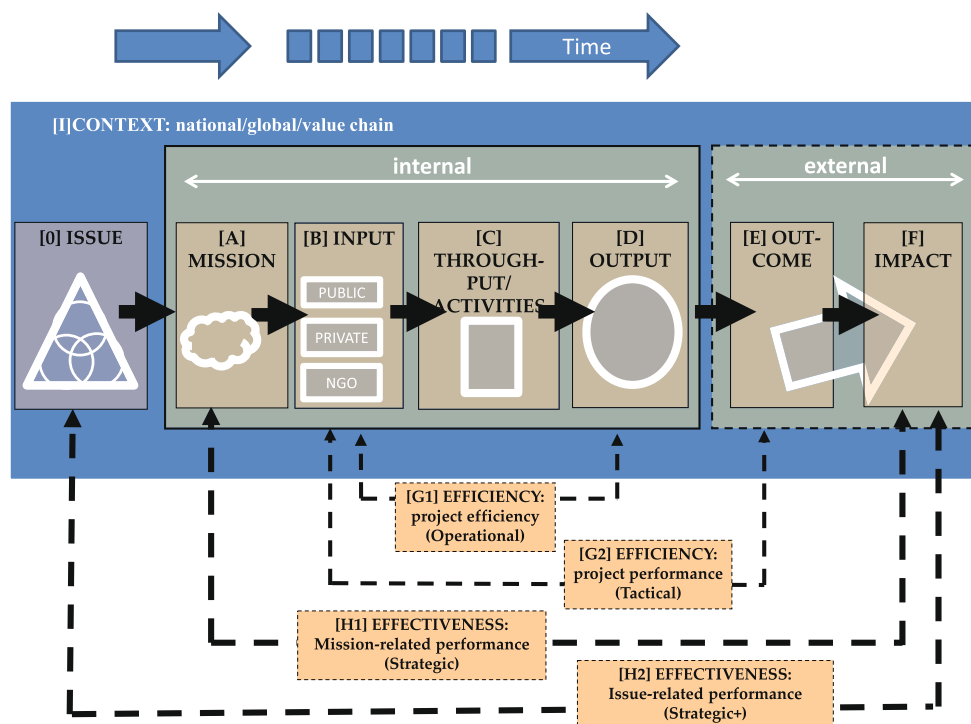 Time
[I]CONTEXT: national/global/value chain
internal
external
[0] ISSUE
[A]
MISSION
[B] INPUT
PUBLIC
PRIVATE
NGO
[C]
THROUGH-
PUT/
ACTIVITIES
[D]
OUTPUT
[E] OUT-
COME
[F]
IMPACT
[G1] EFFICIENCY:
project efficiency
(Operational)
[G2] EFFICIENCY:
project performance
(Tactical)
[H1] EFFECTIVENESS:
Mission-related performance
(Strategic)
[H2] EFFECTIVENESS:
Issue-related performance
(Strategic+)